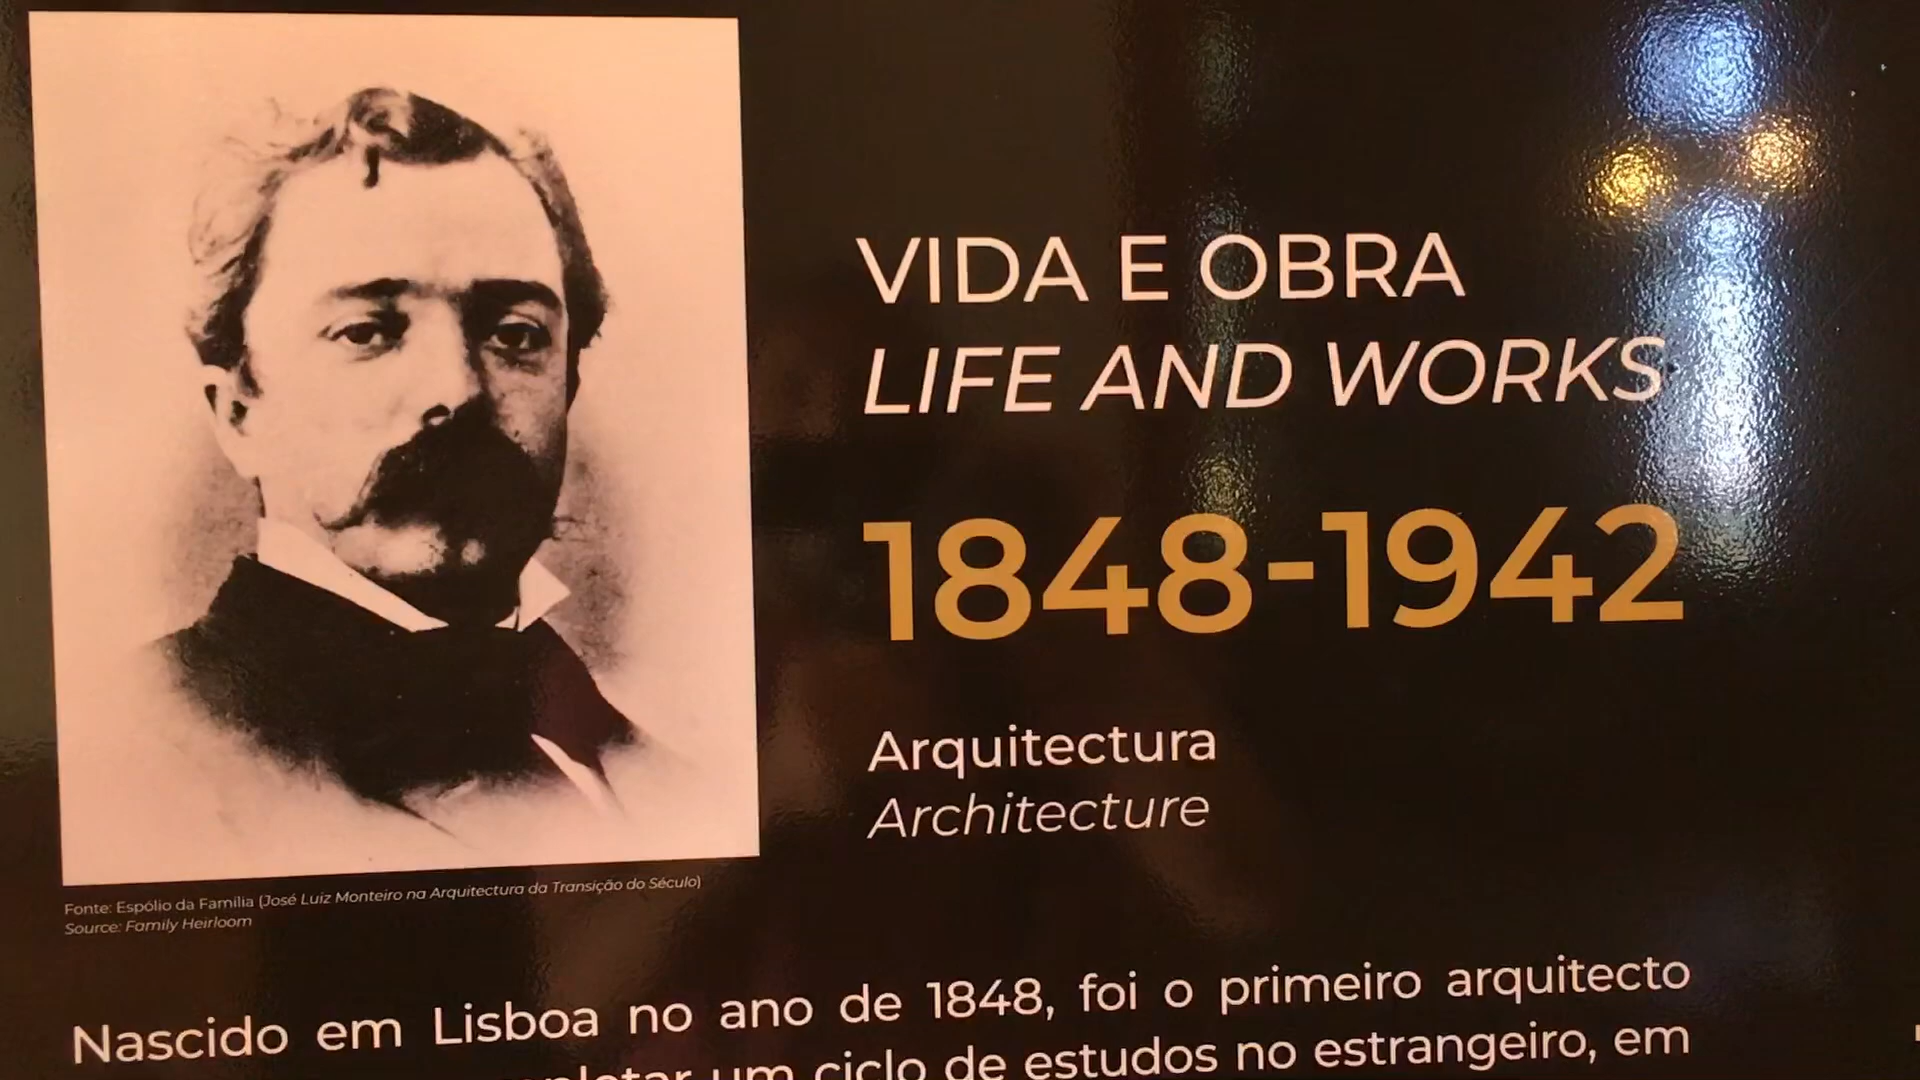 VIDA E OBRA
LIFE AND WORKS
1848-1942
Arquitectura
Architecture
Fonte: Espólio da Família (José Luiz Monteiro na Arquitectura da Transição do Século)
Source: Family Heirloom
Nascido em Lisboa no ano de 1848, foi o primeiro arquitecto
um ciclo de estudos no estrangeiro, em